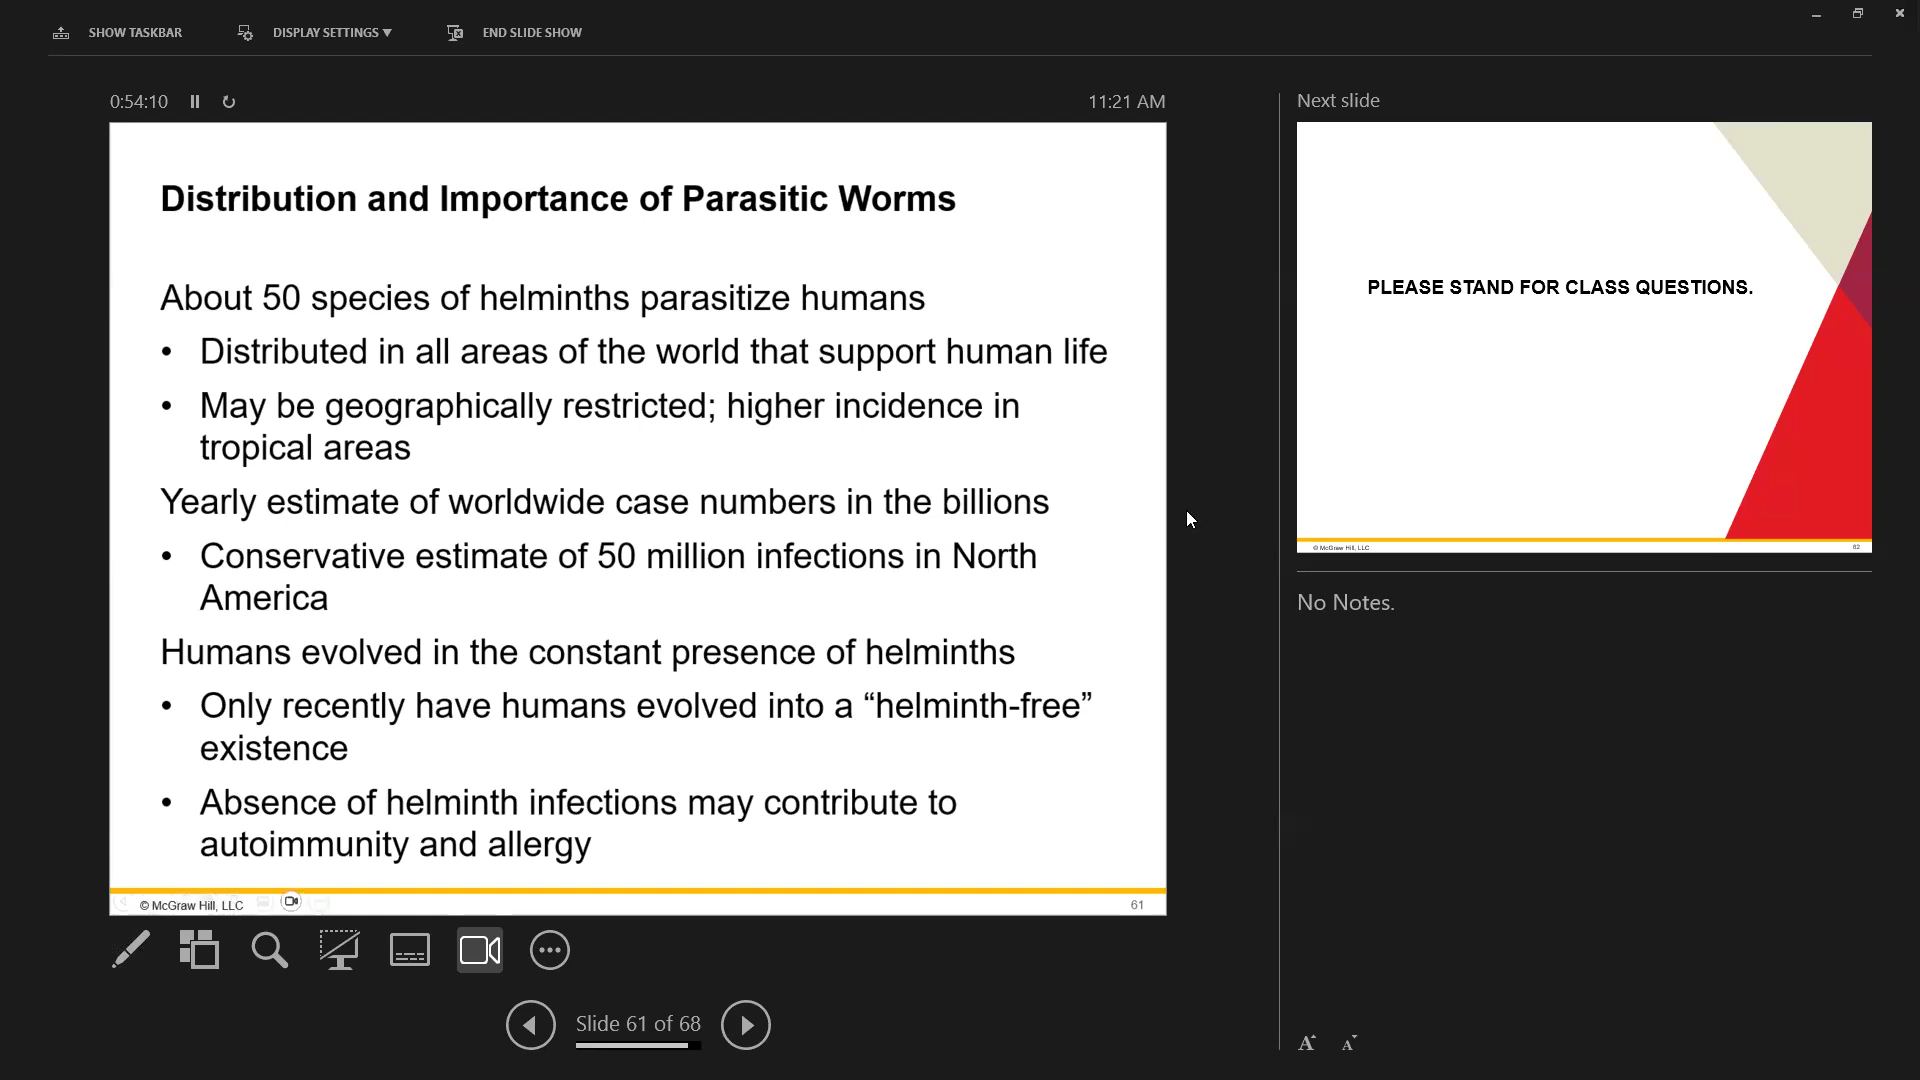 SHOW TASKBAR
DISPLAY SETTINGS ▼
END SLIDE SHOW
0:54:10
11:21 AM
Distribution and Importance of Parasitic Worms
About 50 species of helminths parasitize humans
• Distributed in all areas of the world that support human life
• May be geographically restricted; higher incidence in
tropical areas
Yearly estimate of worldwide case numbers in the billions
• Conservative estimate of 50 million infections in North
America
Humans evolved in the constant presence of helminths
• Only recently have humans evolved into a “helminth-free”
existence
• Absence of helminth infections may contribute to
autoimmunity and allergy
© McGraw Hill, LLC
61
Slide 61 of 68
Next slide
PLEASE STAND FOR CLASS QUESTIONS.
© McGraw Hill, LLC
62
No Notes.
A A